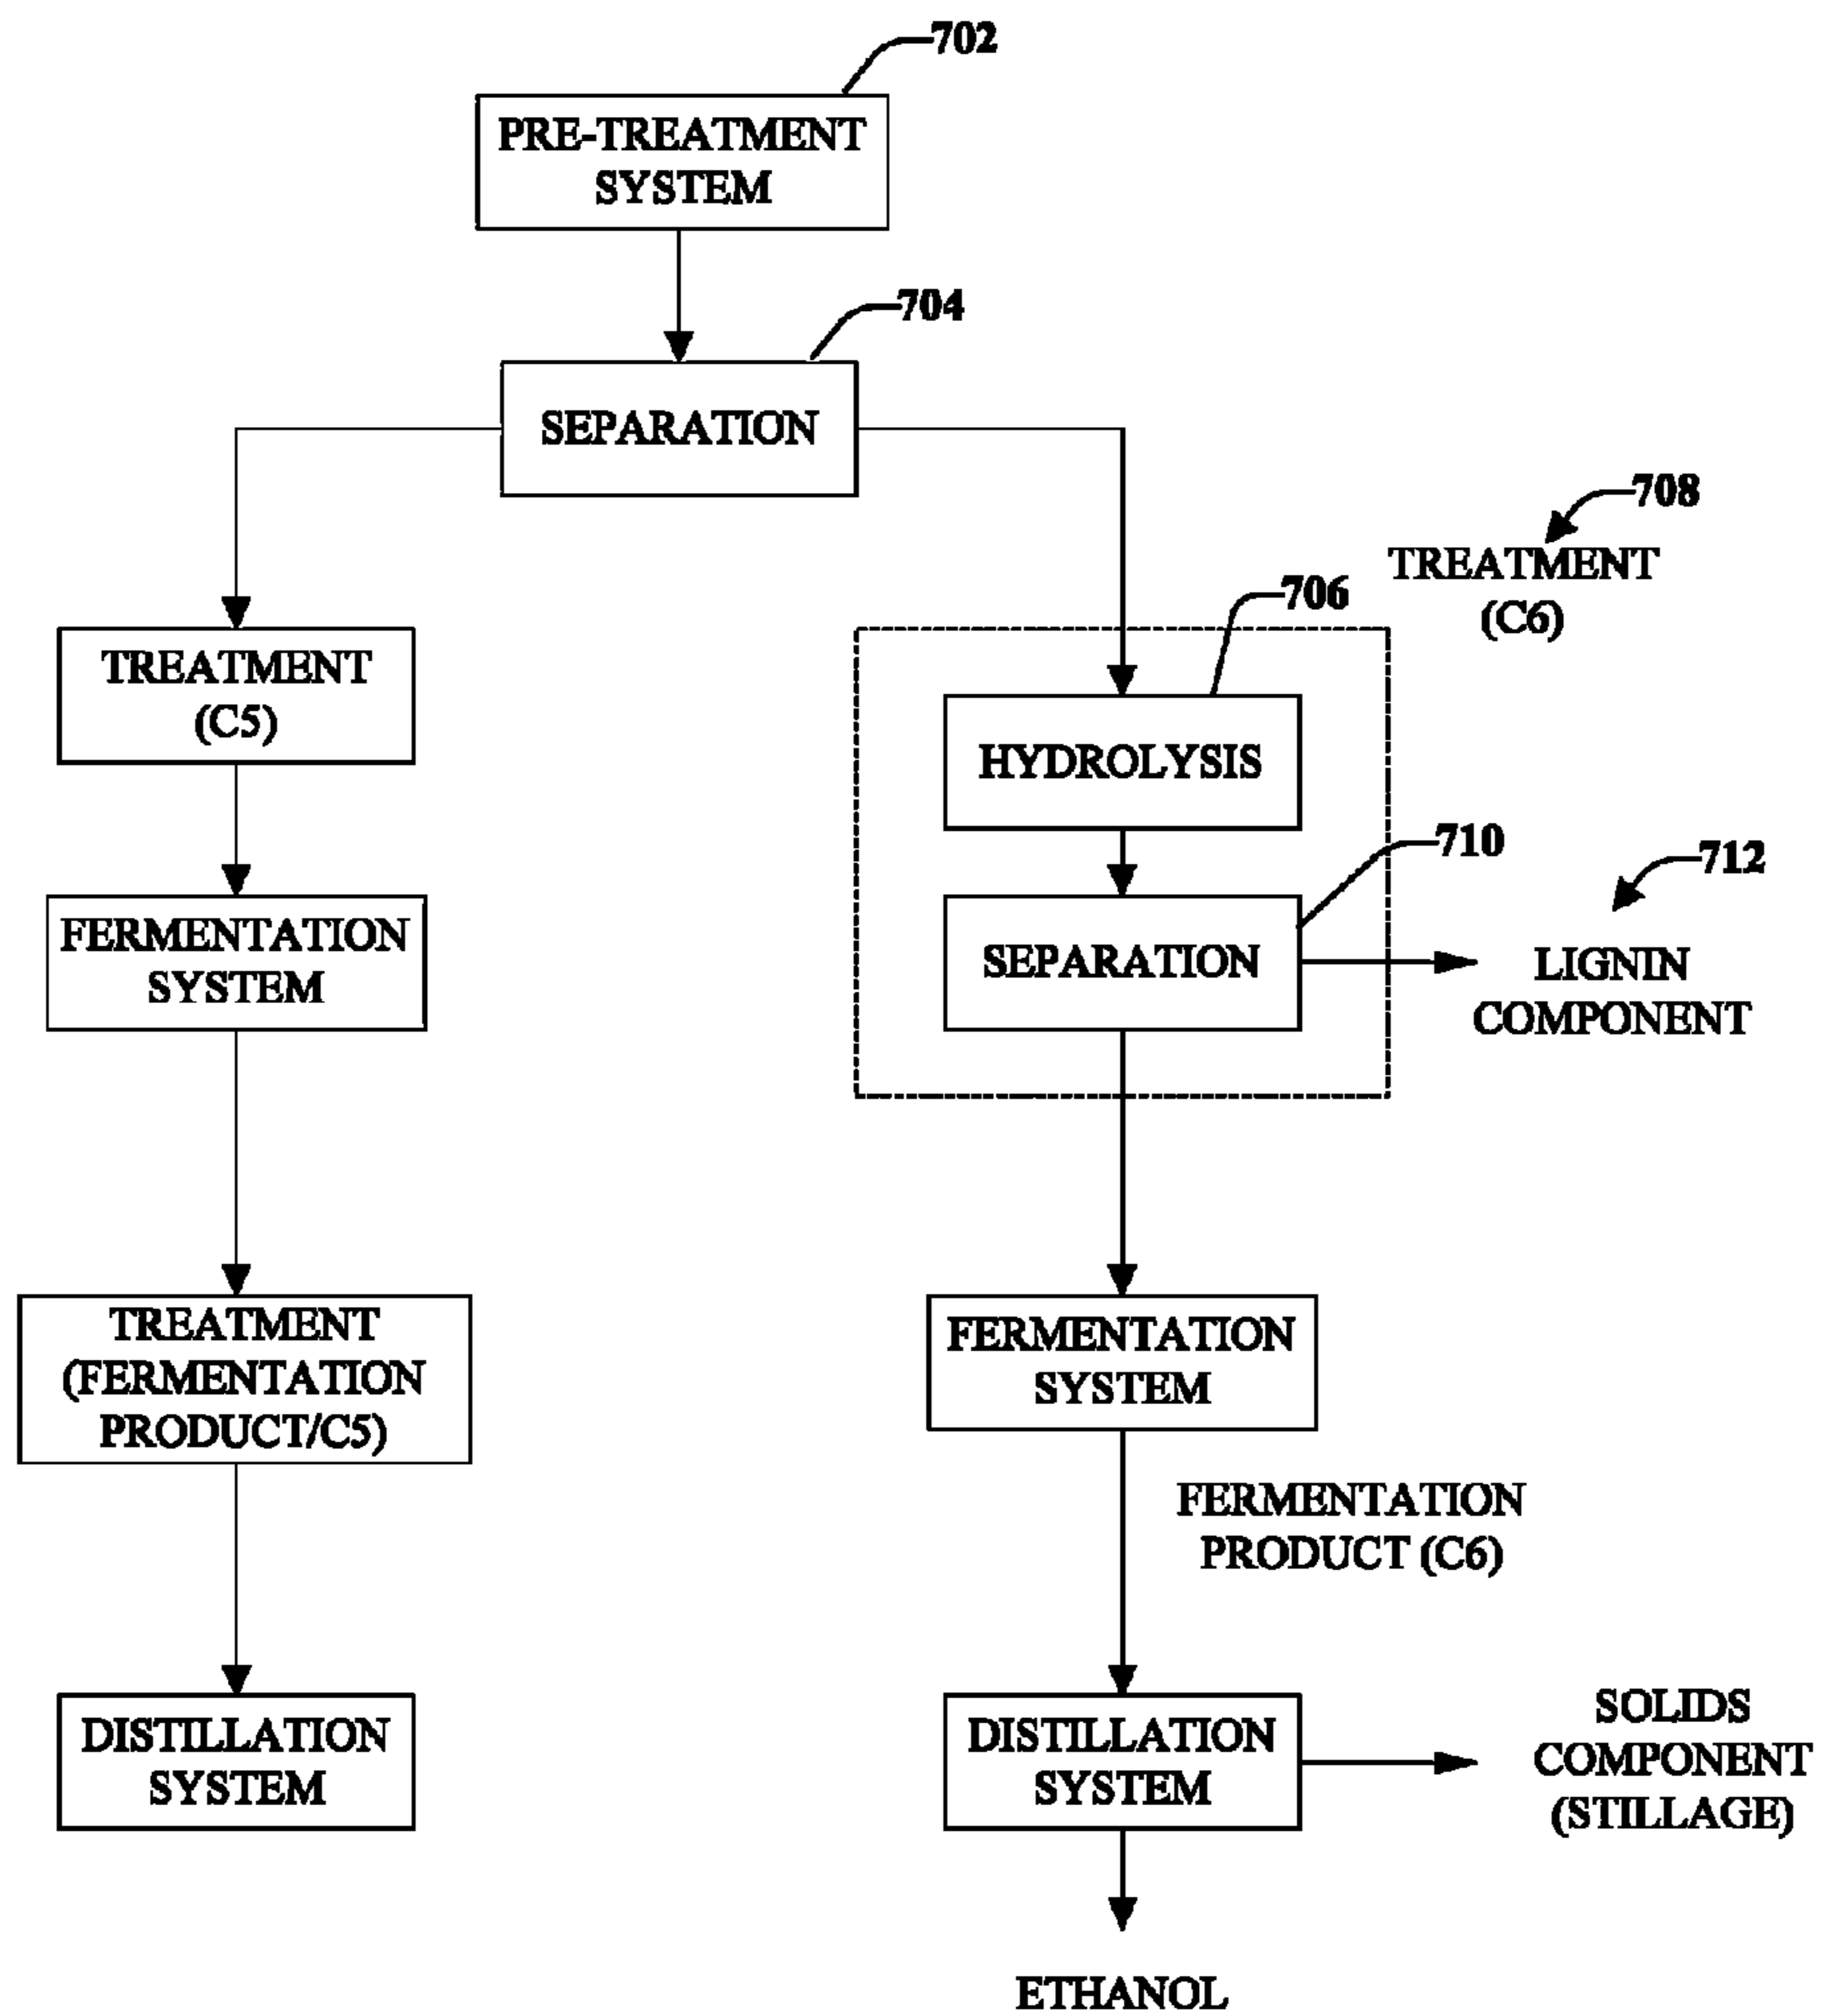 702
PRE-TREATMENT
SYSTEM
704
SEPARATION
708
TREATMENT
(C6)
706
TREATMENT
(C5)
HYDROLYSIS
710
712
FERMENTATION
SYSTEM
SEPARATION
LIGNIN
COMPONENT
TREATMENT
(FERMENTATION
PRODUCT/C5)
FERMENTATION
SYSTEM
FERMENTATION
PRODUCT (C6)
DISTILLATION
SYSTEM
DISTILLATION
SYSTEM
SOLIDS
COMPONENT
(STILLAGE)
ETHANOL